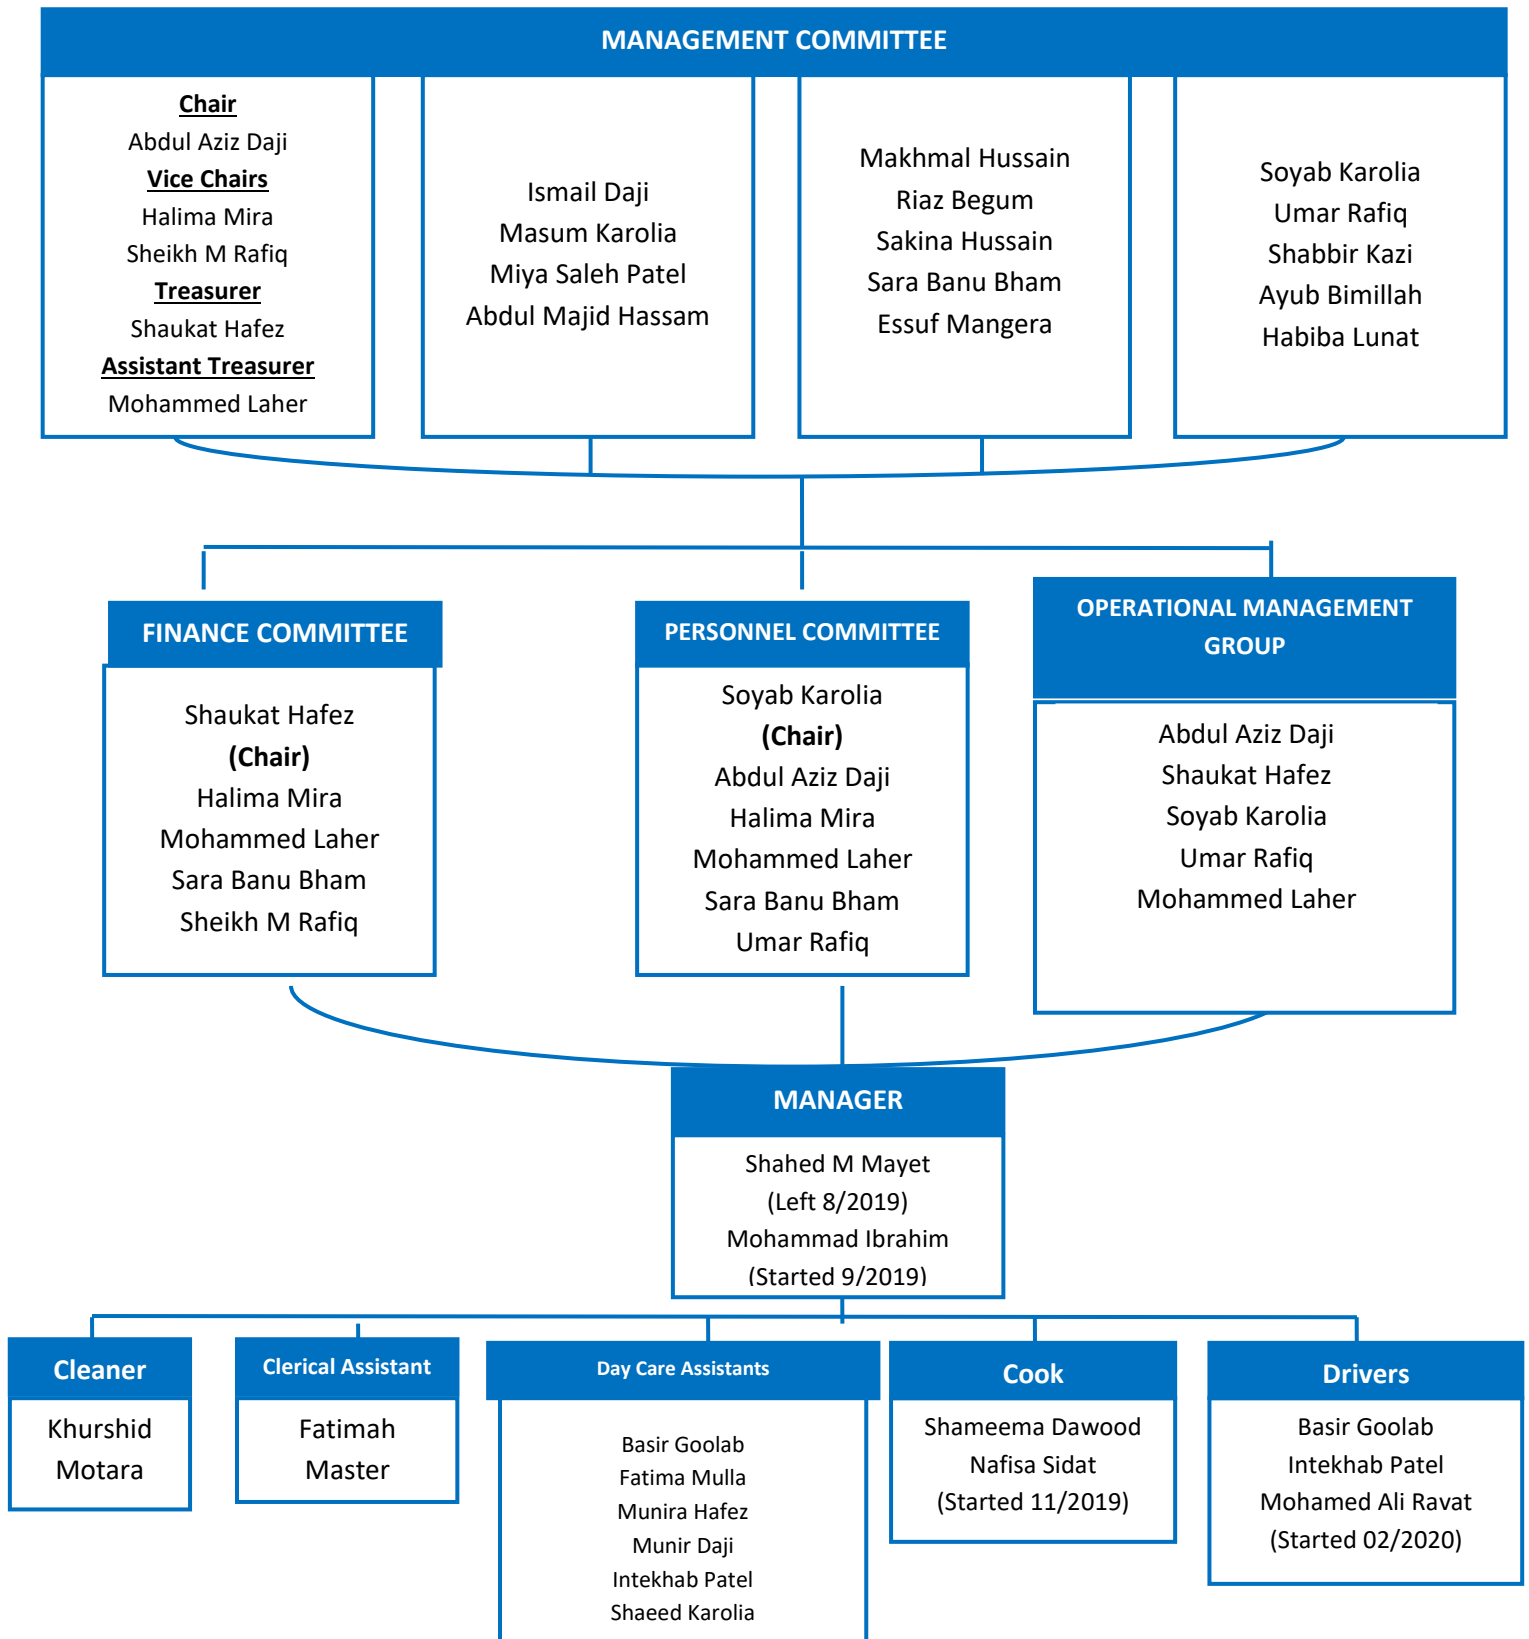 MANAGEMENT COMMITTEE
Chair
Abdul Aziz Daji
Vice Chairs
Halima Mira
Sheikh M Rafiq
Treasurer
Shaukat Hafez
Assistant Treasurer
Mohammed Laher
Ismail Daji
Masum Karolia
Miya Saleh Patel
Abdul Majid Hassam
Makhmal Hussain
Riaz Begum
Sakina Hussain
Sara Banu Bham
Essuf Mangera
Soyab Karolia
Umar Rafiq
Shabbir Kazi
Ayub Bimillah
Habiba Lunat
FINANCE COMMITTEE
Shaukat Hafez
(Chair)
Halima Mira
Mohammed Laher
Sara Banu Bham
Sheikh M Rafiq
PERSONNEL COMMITTEE
Soyab Karolia
(Chair)
Abdul Aziz Daji
Halima Mira
Mohammed Laher
Sara Banu Bham
Umar Rafiq
OPERATIONAL MANAGEMENT
GROUP
Abdul Aziz Daji
Shaukat Hafez
Soyab Karolia
Umar Rafiq
Mohammed Laher
MANAGER
Shahed M Mayet
(Left 8/2019)
Mohammad Ibrahim
(Started 9/2019)
Cleaner
Khurshid
Motara
Clerical Assistant
Fatimah
Master
Day Care Assistants
Basir Goolab
Fatima Mulla
Munira Hafez
Munir Daji
Intekhab Patel
Shaeed Karolia
Cook
Shameema Dawood
Nafisa Sidat
(Started 11/2019)
Drivers
Basir Goolab
Intekhab Patel
Mohamed Ali Ravat
(Started 02/2020)